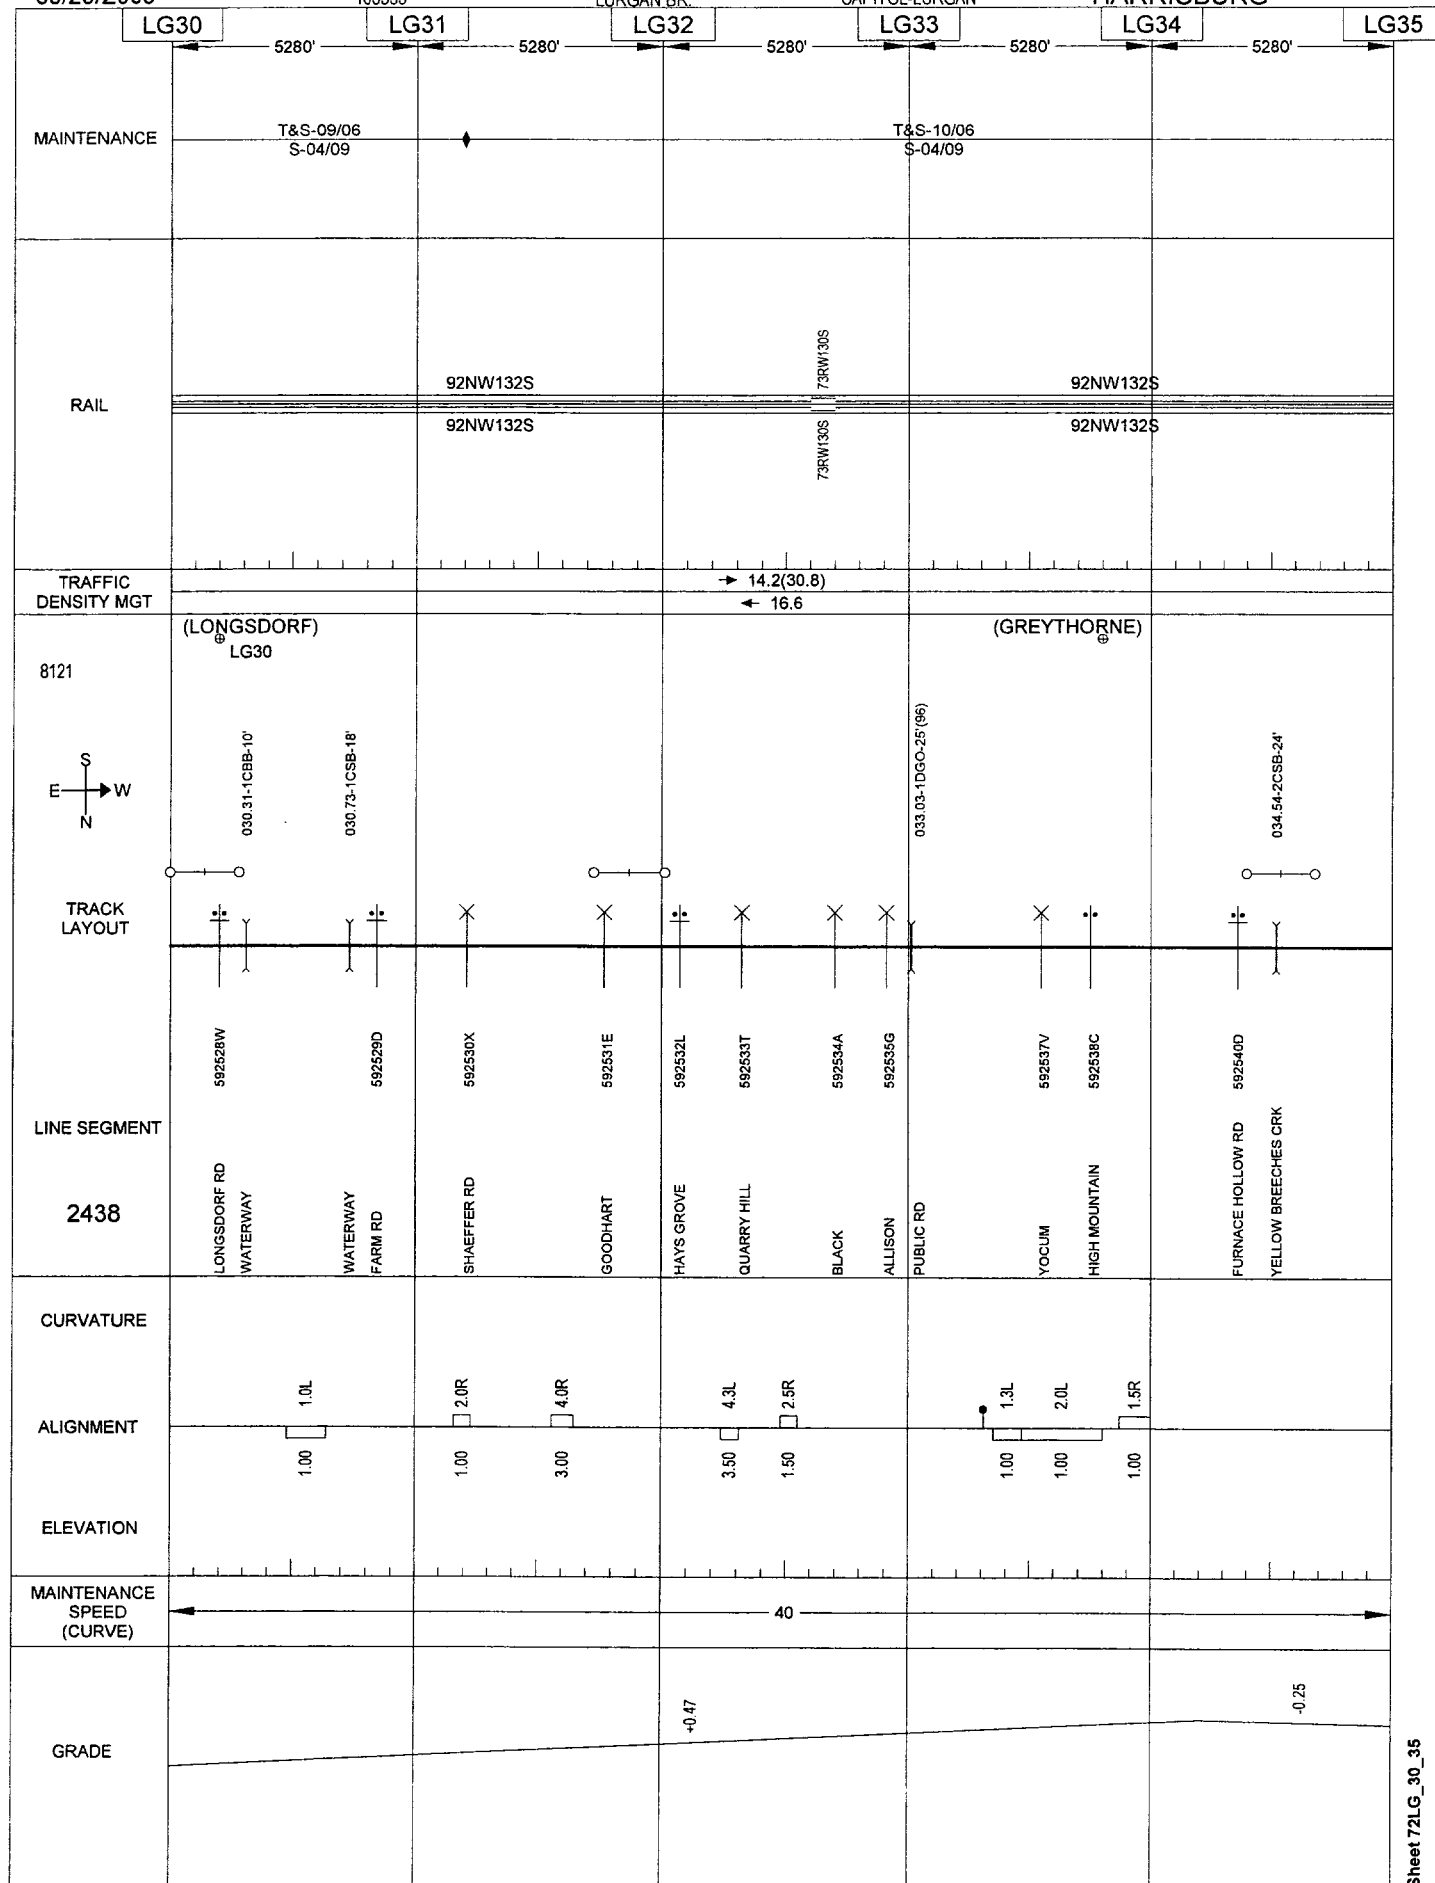 LURGAN BR.
CAPITOL-LURGAN
HARRISBURG
LG30 LG31 LG32 LG33 LG34 LG35
5280' 5280' 5280' 5280' 5280'
MAINTENANCE
T&S-09/06
S-04/09
T&S-10/06
S-04/09
RAIL
92NW132S
92NW132S
73RW130S
73RW130S
92NW132S
92NW132S
TRAFFIC
DENSITY MGT
14.2(30.8)
16.6
(LONGSDORF)
LG30
(GREYTHORNE)
8121
S
E W
N
030.31-1CBB-10'
030.73-1CSB-18'
033.03-1DGO-25'(96)
034.54-2CSB-24'
TRACK
LAYOUT
592528W
592529D
592530X
592531E
592532L
592533T
592534A
592535G
592537V
592538C
592540D
LINE SEGMENT
2438
LONGSDORF RD
WATERWAY
WATERWAY
FARM RD
SHAEFFER RD
GOODHART
HAYS GROVE
QUARRY HILL
BLACK
ALLISON
PUBLIC RD
YOCUM
HIGH MOUNTAIN
FURNACE HOLLOW RD
YELLOW BREECHES CRK
CURVATURE
1.0L
2.0R
4.0R
4.3L
2.5R
1.3L
2.0L
1.5R
ALIGNMENT
1.00
1.00
3.00
3.50
1.50
1.00
1.00
1.00
ELEVATION
MAINTENANCE
SPEED
(CURVE)
40
GRADE
+0.47
-0.25
Sheet 72LG_30_35